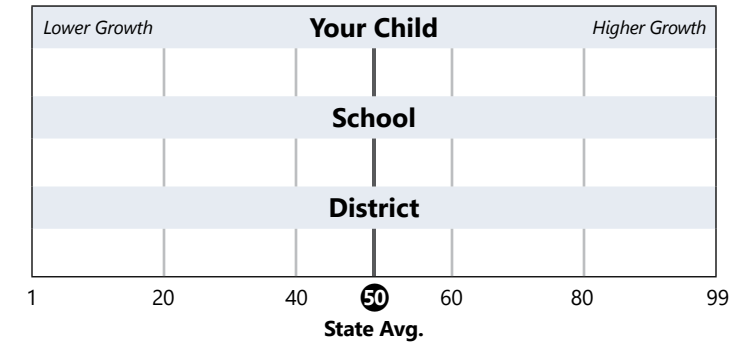 Lower Growth Your Child Higher Growth
School
District
1 20 40 50 60 80 99
State Avg.